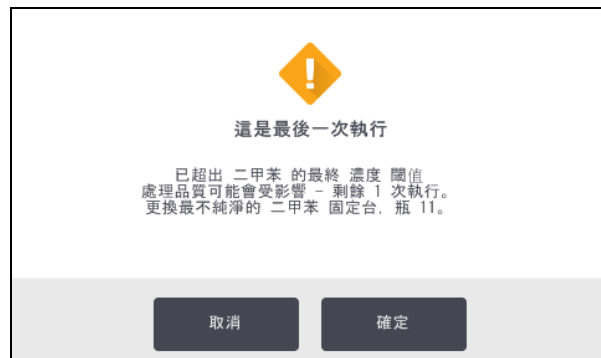 這是最後一次執行
已超出 二甲苯 的最終 濃度 閾值
處理品質可能會受影響 - 剩餘 1 次執行。
更換最不純淨的 二甲苯 固定台，瓶 11。
取消
確定